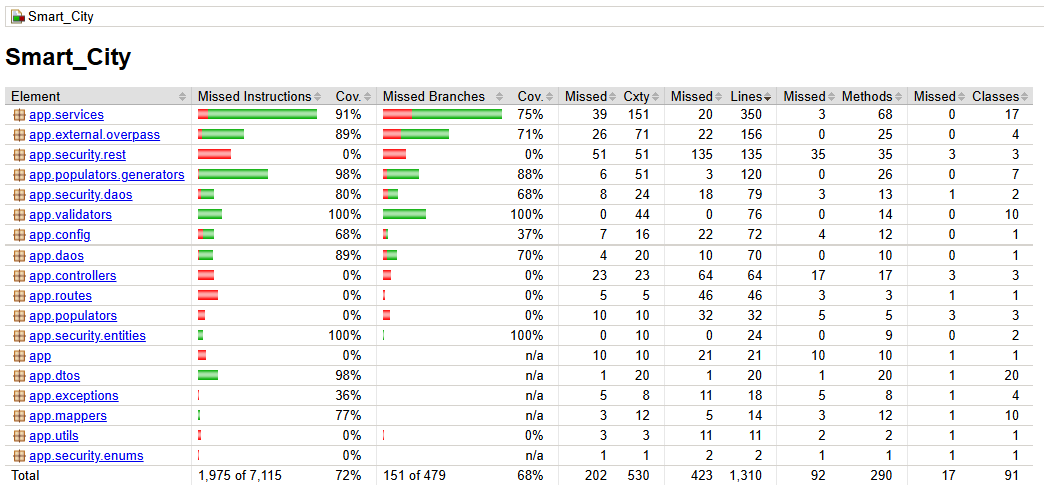 Smart_City
Smart_City
Element Missed Instructions Cov. Missed Branches Cov. Missed Cxty Missed Lines Missed Methods Missed Classes
app.services 91% 75% 39 151 20 350 3 68 0 17
app.external.overpass 89% 71% 26 71 22 156 0 25 0 4
app.security.rest 0% 0% 51 51 135 135 35 35 3 3
app.populators.generators 98% 88% 6 51 3 120 0 26 0 7
app.security.daos 80% 68% 8 24 18 79 3 13 1 2
app.validators 100% 100% 0 44 0 76 0 14 0 10
app.config 68% 37% 7 16 22 72 4 12 0 1
app.daos 89% 70% 4 20 10 70 0 10 0 1
app.controllers 0% 0% 23 23 64 64 17 17 3 3
app.routes 0% 0% 5 5 46 46 3 3 1 1
app.populators 0% 0% 10 10 32 32 5 5 3 3
app.security.entities 100% 100% 0 10 0 24 0 9 0 2
app 0% n/a 10 10 21 21 10 10 1 1
app.dtos 98% n/a 1 20 1 20 1 20 1 20
app.exceptions 36% n/a 5 8 11 18 5 8 1 4
app.mappers 77% n/a 3 12 5 14 3 12 1 10
app.utils 0% 0% 3 3 11 11 2 2 1 1
app.security.enums 0% n/a 1 1 2 2 1 1 1 1
Total 1,975 of 7,115 72% 151 of 479 68% 202 530 423 1,310 92 290 17 91